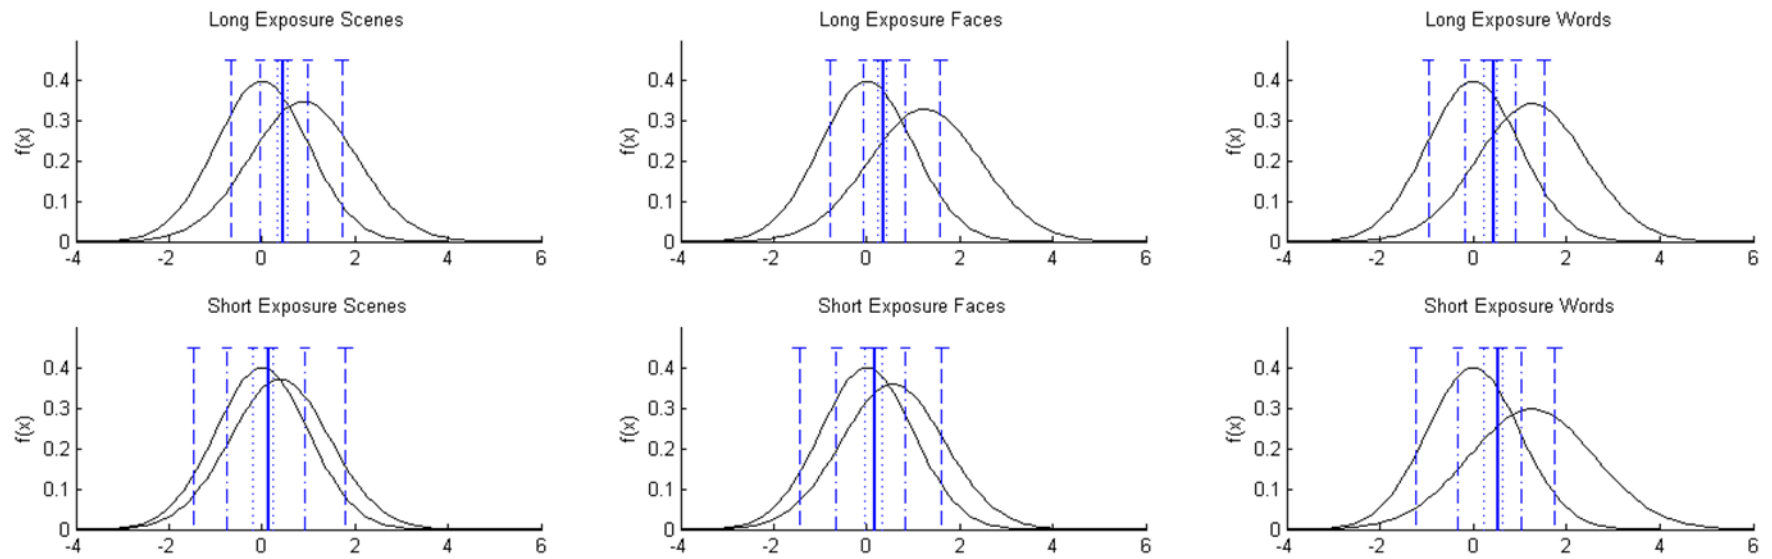 Long Exposure Scenes
f(x)
0.4
0.3
0.2
0.1
0
-4 -2 0 2 4 6
Long Exposure Faces
f(x)
0.4
0.3
0.2
0.1
0
-4 -2 0 2 4 6
Long Exposure Words
f(x)
0.4
0.3
0.2
0.1
0
-4 -2 0 2 4 6
Short Exposure Scenes
f(x)
0.4
0.3
0.2
0.1
0
-4 -2 0 2 4 6
Short Exposure Faces
f(x)
0.4
0.3
0.2
0.1
0
-4 -2 0 2 4 6
Short Exposure Words
f(x)
0.4
0.3
0.2
0.1
0
-4 -2 0 2 4 6